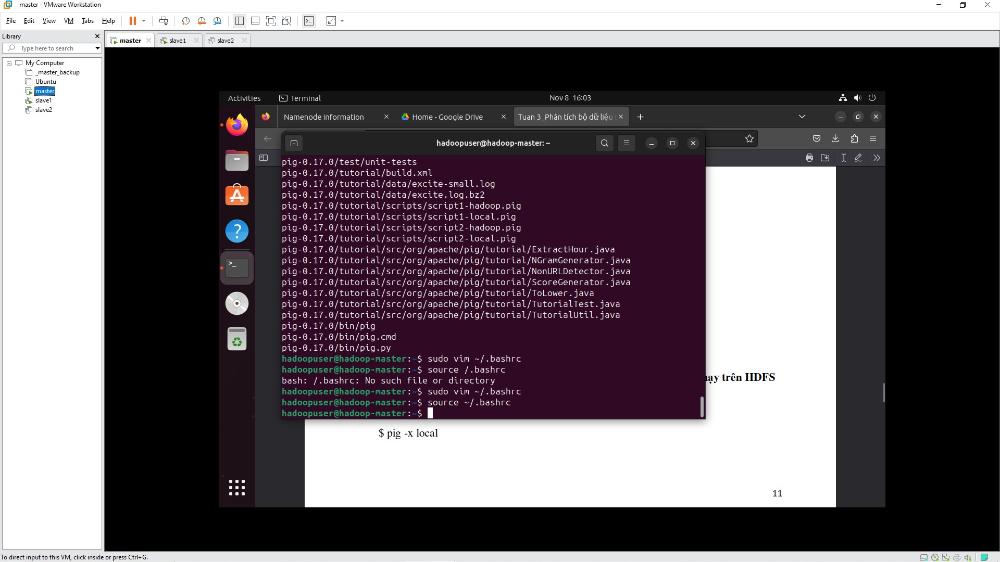 master - VMware Workstation
File Edit View VM Tabs Help
Library
Type here to search
My Computer
_master_backup
Ubuntu
master
slave1
slave2
master slave1 slave2
Activities Terminal Nov 8 16:03
Namenode information Home - Google Drive Tuan 3_Phân tích bộ dữ liệu
hadoopuser@hadoop-master: ~
pig-0.17.0/test/unit-tests
pig-0.17.0/tutorial/build.xml
pig-0.17.0/tutorial/data/excite-small.log
pig-0.17.0/tutorial/data/excite.log.bz2
pig-0.17.0/tutorial/scripts/script1-hadoop.pig
pig-0.17.0/tutorial/scripts/script1-local.pig
pig-0.17.0/tutorial/scripts/script2-hadoop.pig
pig-0.17.0/tutorial/scripts/script2-local.pig
pig-0.17.0/tutorial/src/org/apache/pig/tutorial/ExtractHour.java
pig-0.17.0/tutorial/src/org/apache/pig/tutorial/NGramGenerator.java
pig-0.17.0/tutorial/src/org/apache/pig/tutorial/NonURLDetector.java
pig-0.17.0/tutorial/src/org/apache/pig/tutorial/ScoreGenerator.java
pig-0.17.0/tutorial/src/org/apache/pig/tutorial/ToLower.java
pig-0.17.0/tutorial/src/org/apache/pig/tutorial/TutorialTest.java
pig-0.17.0/tutorial/src/org/apache/pig/tutorial/TutorialUtil.java
pig-0.17.0/bin/pig
pig-0.17.0/bin/pig.cmd
pig-0.17.0/bin/pig.py
hadoopuser@hadoop-master:~$ sudo vim ~/.bashrc
hadoopuser@hadoop-master:~$ source /.bashrc
bash: /.bashrc: No such file or directory
hadoopuser@hadoop-master:~$ sudo vim ~/.bashrc
hadoopuser@hadoop-master:~$ source ~/.bashrc
hadoopuser@hadoop-master:~$
trên HDFS
$ pig -x local
11
To direct input to this VM, click inside or press Ctrl+G.